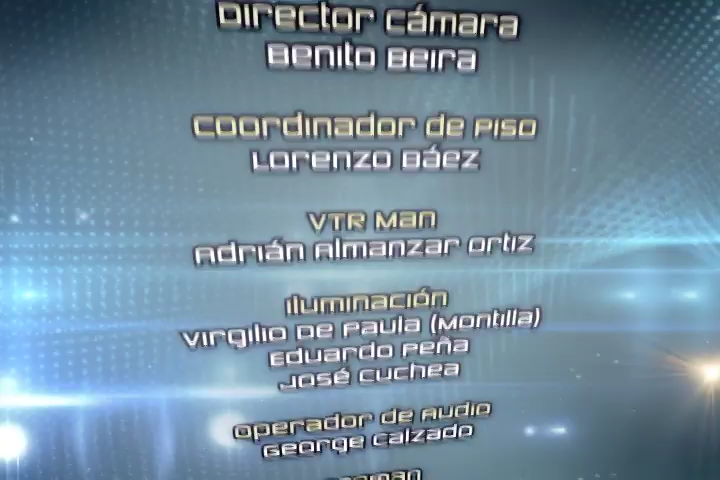 Director Cámara
Benito Beira
Coordinador de Piso
Lorenzo Báez
VTR Man
Adrián Almanzar Ortiz
Iluminación
Virgilio De Paula (Montilla)
Eduardo Peña
José Cuchea
Operador de Audio
George Calzado